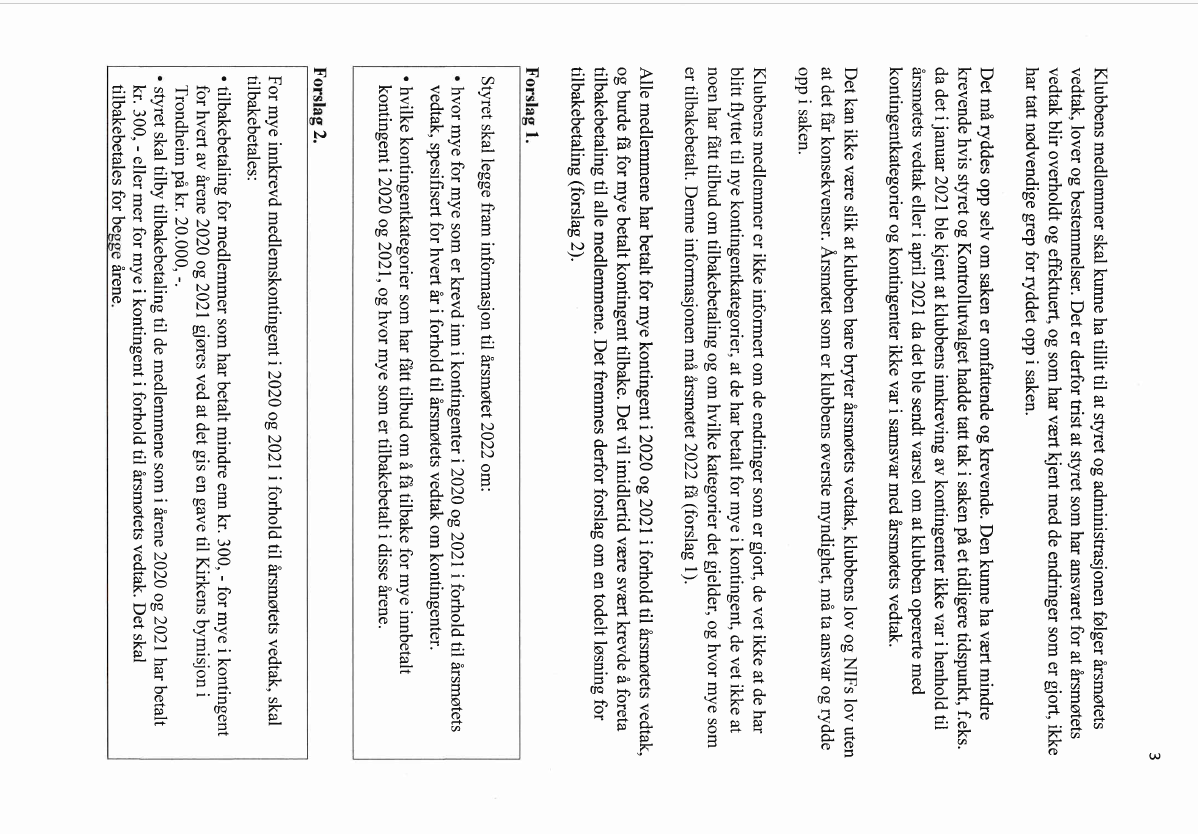 3
Klubbens medlemmer skal kunne ha tillit til at styret og administrasjonen følger årsmøtets
vedtak, lover og bestemmelser. Det er derfor trist at styret som har ansvaret for at årsmøtets
vedtak blir overholdt og effektuert, og som har vært kjent med de endringer som er gjort, ikke
har tatt nødvendige grep for ryddet opp i saken.
Det må ryddes opp selv om saken er omfattende og krevende. Den kunne ha vært mindre
krevende hvis styret og Kontrollutvalget hadde tatt tak i saken på et tidligere tidspunkt, f.eks.
da det i januar 2021 ble kjent at klubbens innkreving av kontingenter ikke var i henhold til
årsmøtets vedtak eller i april 2021 da det ble sendt varsel om at klubben opererte med
kontingentkategorier og kontingenter ikke var i samsvar med årsmøtets vedtak.
Det kan ikke være slik at klubben bare bryter årsmøtets vedtak, klubbens lov og NIFs lov uten
at det får konsekvenser. Årsmøtet som er klubbens øverste myndighet, må ta ansvar og rydde
opp i saken.
Klubbens medlemmer er ikke informert om de endringer som er gjort, de vet ikke at de har
blitt flyttet til nye kontingentkategorier, at de har betalt for mye i kontingent, de vet ikke at
noen har fått tilbud om tilbakebetaling og om hvilke kategorier det gjelder, og hvor mye som
er tilbakebetalt. Denne informasjonen må årsmøtet 2022 få (forslag 1).
Alle medlemmene har betalt for mye kontingent i 2020 og 2021 i forhold til årsmøtets vedtak,
og burde få for mye betalt kontingent tilbake. Det vil imidlertid være svært krevde å foreta
tilbakebetaling til alle medlemmene. Det fremmes derfor forslag om en todelt løsning for
tilbakebetaling (forslag 2).
Forslag 1.
Styret skal legge fram informasjon til årsmøtet 2022 om:
• hvor mye for mye som er krevd inn i kontingenter i 2020 og 2021 i forhold til årsmøtets
vedtak, spesifisert for hvert år i forhold til årsmøtets vedtak om kontingenter.
• hvilke kontingentkategorier som har fått tilbud om å få tilbake for mye innbetalt
kontingent i 2020 og 2021, og hvor mye som er tilbakebetalt i disse årene.
Forslag 2.
For mye innkrevd medlemskontingent i 2020 og 2021 i forhold til årsmøtets vedtak, skal
tilbakebetales:
• tilbakebetaling for medlemmer som har betalt mindre enn kr. 300, - for mye i kontingent
for hvert av årene 2020 og 2021 gjøres ved at det gis en gave til Kirkens bymisjon i
Trondheim på kr. 20.000, -.
• styret skal tilby tilbakebetaling til de medlemmene som i årene 2020 og 2021 har betalt
kr. 300, - eller mer for mye i kontingent i forhold til årsmøtets vedtak. Det skal
tilbakebetales for begge årene.